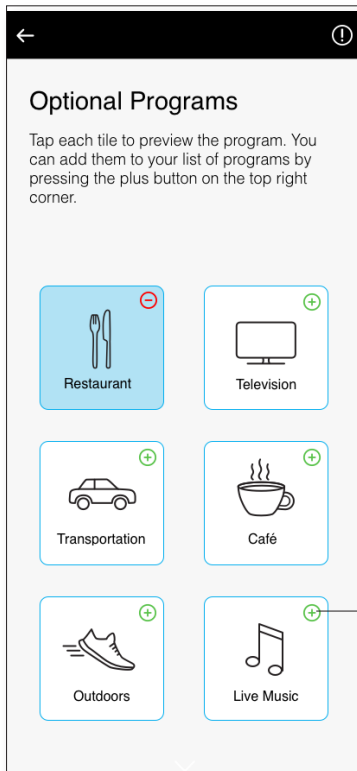 Optional Programs
Tap each tile to preview the program. You
can add them to your list of programs by
pressing the plus button on the top right
corner.
Restaurant
Television
Transportation
Café
Outdoors
Live Music